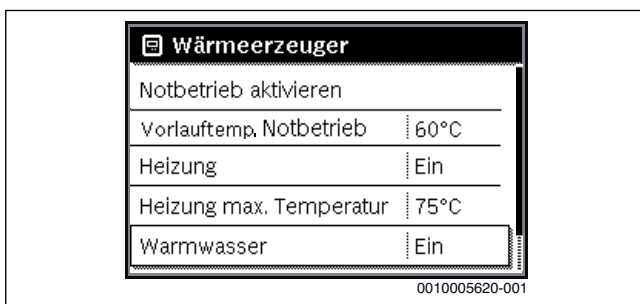 Wärmeerzeuger
Notbetrieb aktivieren
Vorlauftemp. Notbetrieb 60°C
Heizung Ein
Heizung max. Temperatur 75°C
Warmwasser Ein
0010005620-001